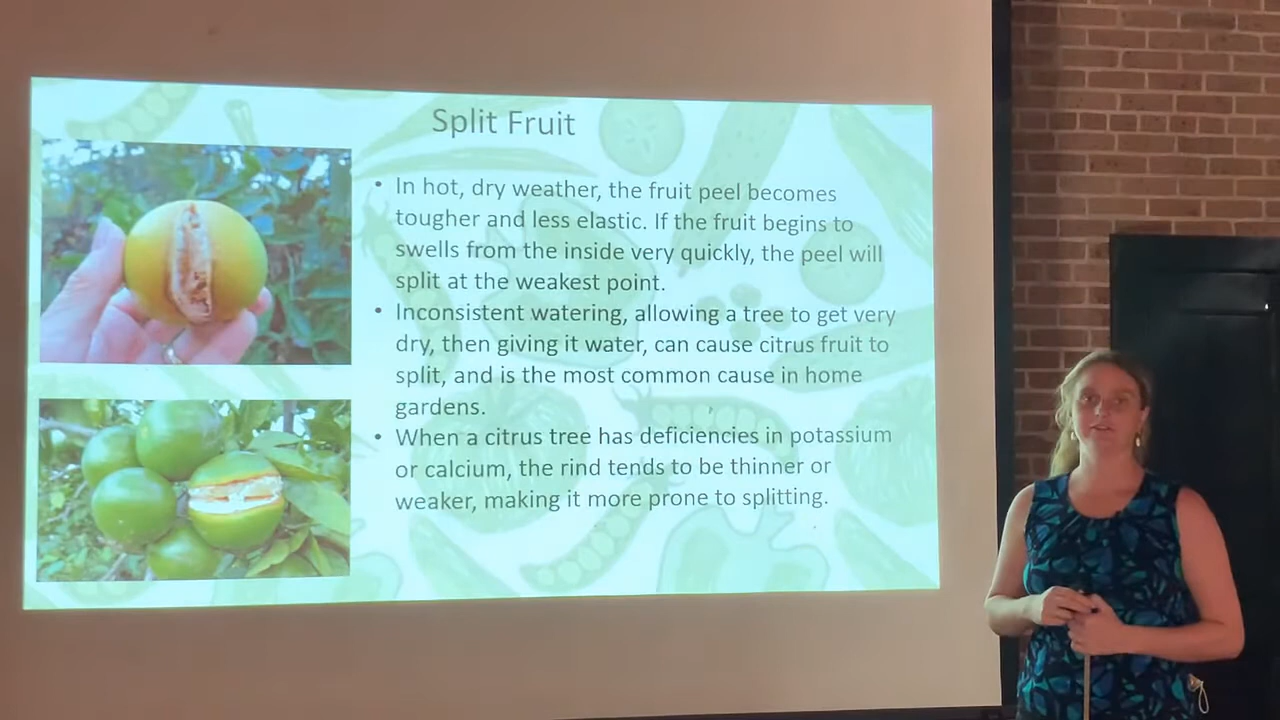 Split Fruit
• In hot, dry weather, the fruit peel becomes
tougher and less elastic. If the fruit begins to
swells from the inside very quickly, the peel will
split at the weakest point.
• Inconsistent watering, allowing a tree to get very
dry, then giving it water, can cause citrus fruit to
split, and is the most common cause in home
gardens.
• When a citrus tree has deficiencies in potassium
or calcium, the rind tends to be thinner or
weaker, making it more prone to splitting.